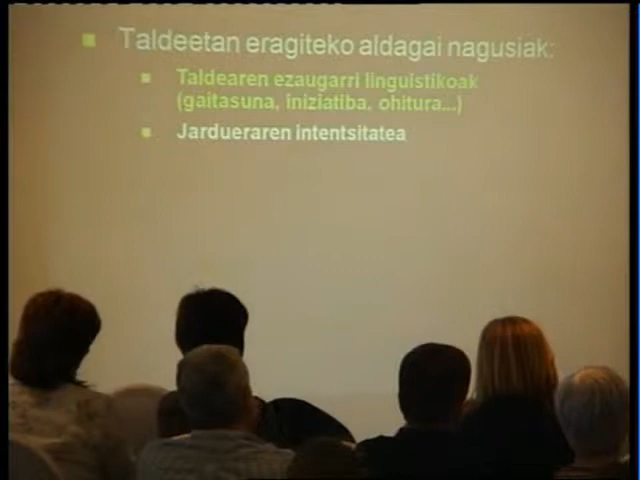 Taldeetan eragiteko aldagai nagusiak:
Taldearen ezaugarri linguistikoak
(gaitasuna, iniziatiba, ohitura...)
Jardueraren intentsitatea